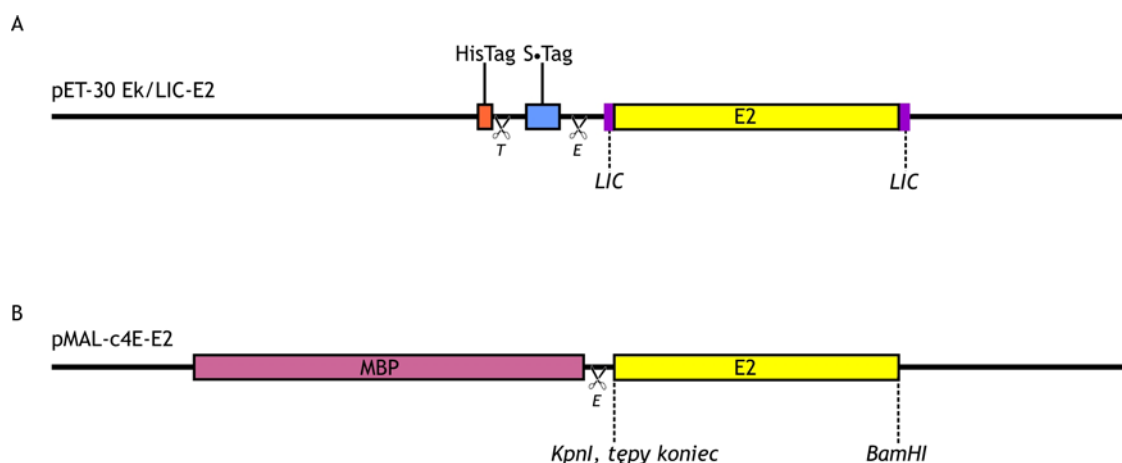 A
HisTag S•Tag
pET-30 Ek/LIC-E2
E2
T
E
LIC
LIC
B
pMAL-c4E-E2
MBP
E2
E
KpnI, tępy koniec
BamHI